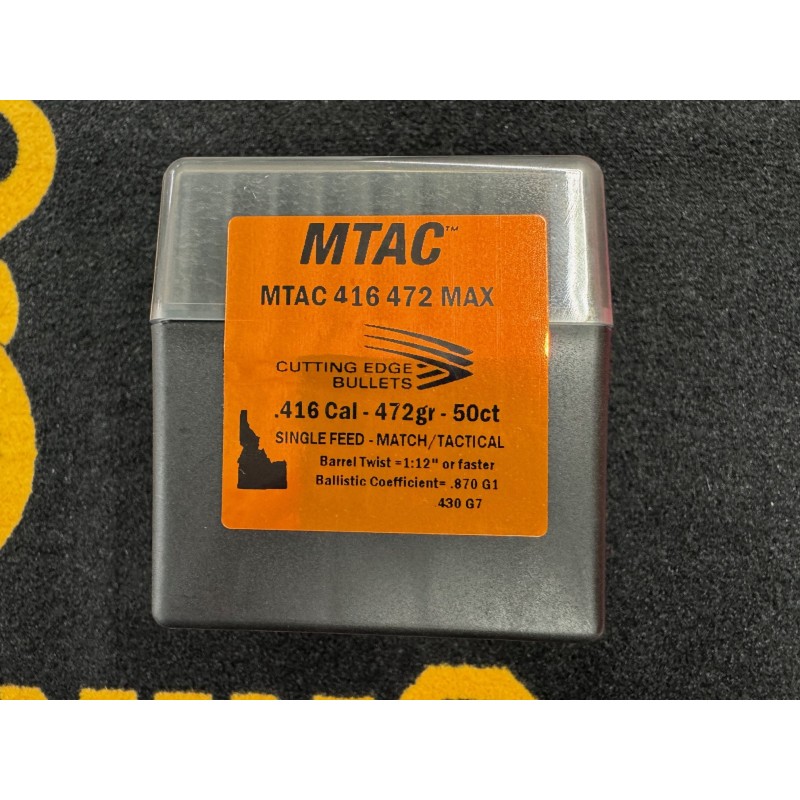 MTAC™
MTAC 416 472 MAX
CUTTING EDGE
BULLETS
.416 Cal - 472gr - 50ct
SINGLE FEED - MATCH/TACTICAL
Barrel Twist =1:12" or faster
Ballistic Coefficient= .870 G1
.430 G7